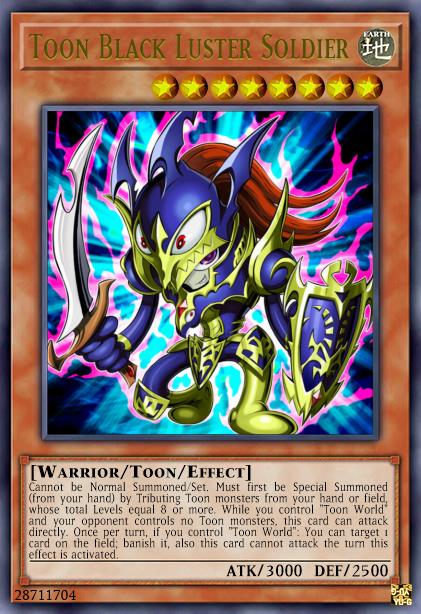 Toon Black Luster Soldier
EARTH
地
[Warrior/Toon/Effect]
Cannot be Normal Summoned/Set. Must first be Special Summoned
(from your hand) by Tributing Toon monsters from your hand or field,
whose total Levels equal 8 or more. While you control "Toon World"
and your opponent controls no Toon monsters, this card can attack
directly. Once per turn, if you control "Toon World": You can target 1
card on the field; banish it, also this card cannot attack the turn this
effect is activated.
ATK/3000 DEF/2500
28711704